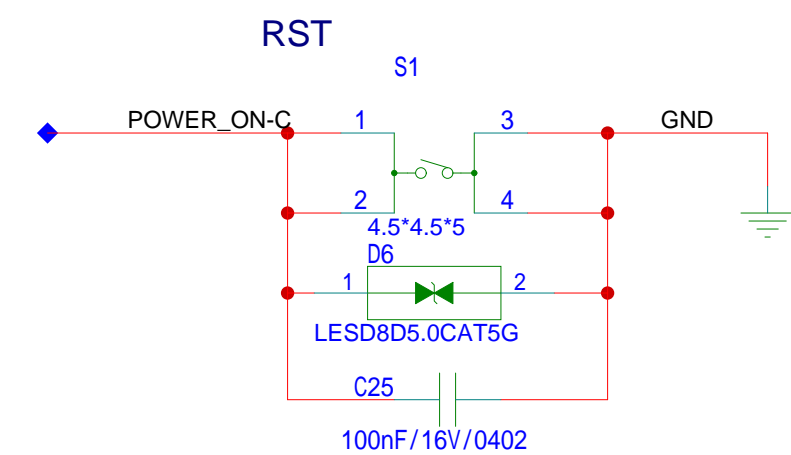 RST
S1
POWER_ON-C 1 3 GND
2 4
4.5*4.5*5
D6
1 2
LESD8D5.0CAT5G
C25
100nF/16V/0402